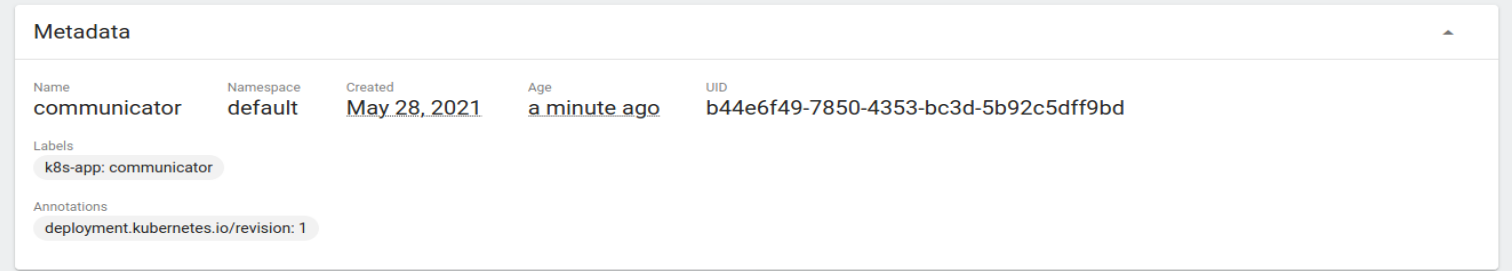 Metadata
Name Namespace Created Age UID
communicator default May 28, 2021 a minute ago b44e6f49-7850-4353-bc3d-5b92c5dff9bd
Labels
k8s-app: communicator
Annotations
deployment.kubernetes.io/revision: 1